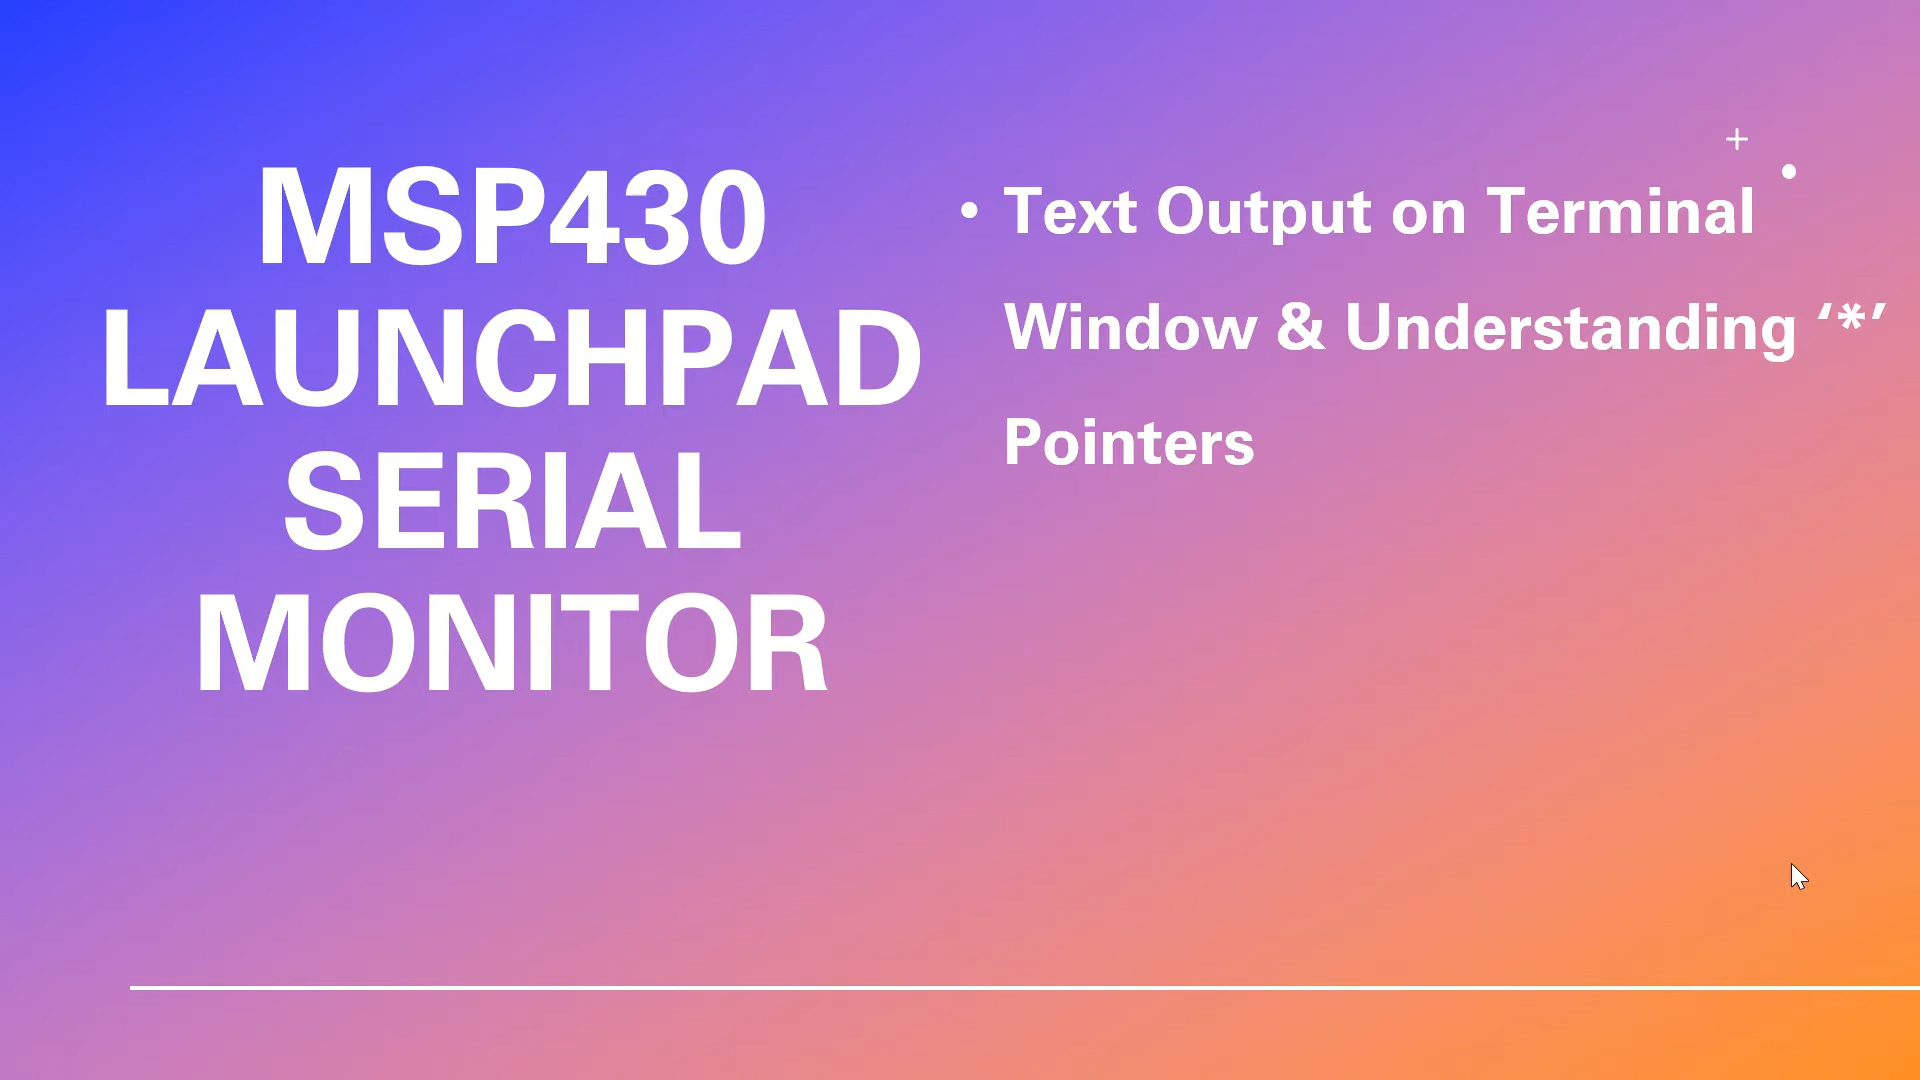 MSP430
LAUNCHPAD
SERIAL
MONITOR
• Text Output on Terminal
Window & Understanding ‘*’
Pointers